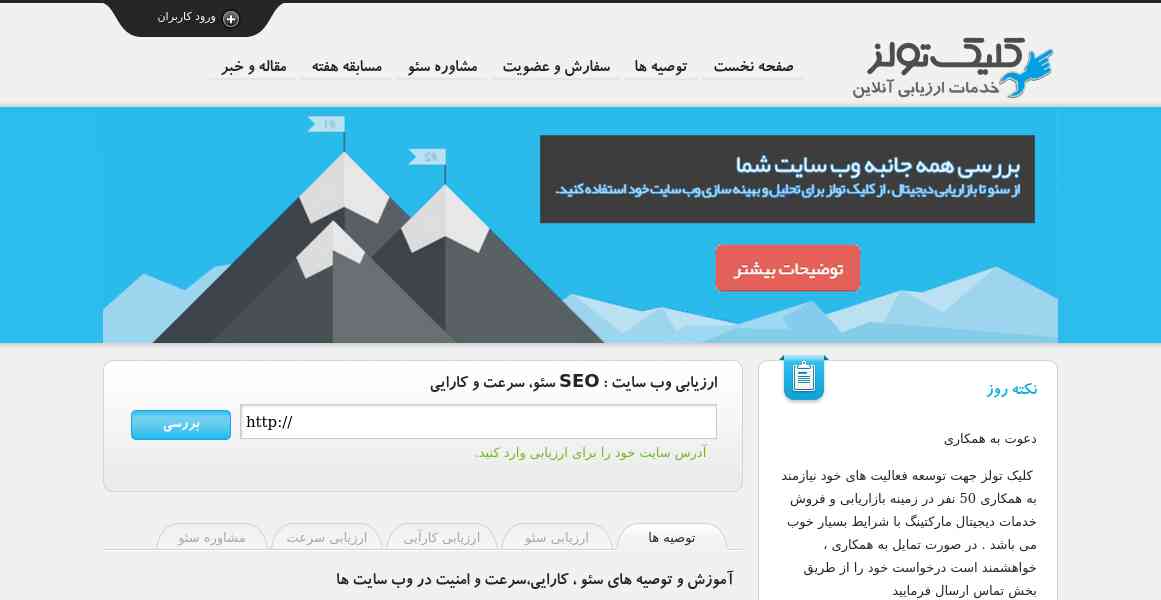 ورود کاربران
کلیک تولز
خدمات ارزیابی آنلاین
صفحه نخست
توصیه ها
سفارش و عضویت
مشاوره سئو
مسابقه هفته
مقاله و خبر
#1
#2
بررسی همه جانبه وب سایت شما
از سئو تا بازاریابی دیجیتال ، از کلیک تولز برای تحلیل و بهینه سازی وب سایت خود استفاده کنید.
توضیحات بیشتر
نکته روز
دعوت به همکاری
کلیک تولز جهت توسعه فعالیت های خود نیازمند
به همکاری 50 نفر در زمینه بازاریابی و فروش
خدمات دیجیتال مارکتینگ با شرایط بسیار خوب
می باشد . در صورت تمایل به همکاری ،
خواهشمند است درخواست خود را از طریق
بخش تماس ارسال فرمایید
ارزیابی وب سایت : SEO سئو، سرعت و کارایی
http://
بررسی
آدرس سایت خود را برای ارزیابی وارد کنید.
توصیه ها
ارزیابی سئو
ارزیابی کارآیی
ارزیابی سرعت
مشاوره سئو
آموزش و توصیه های سئو ، کارایی،سرعت و امنیت در وب سایت ها